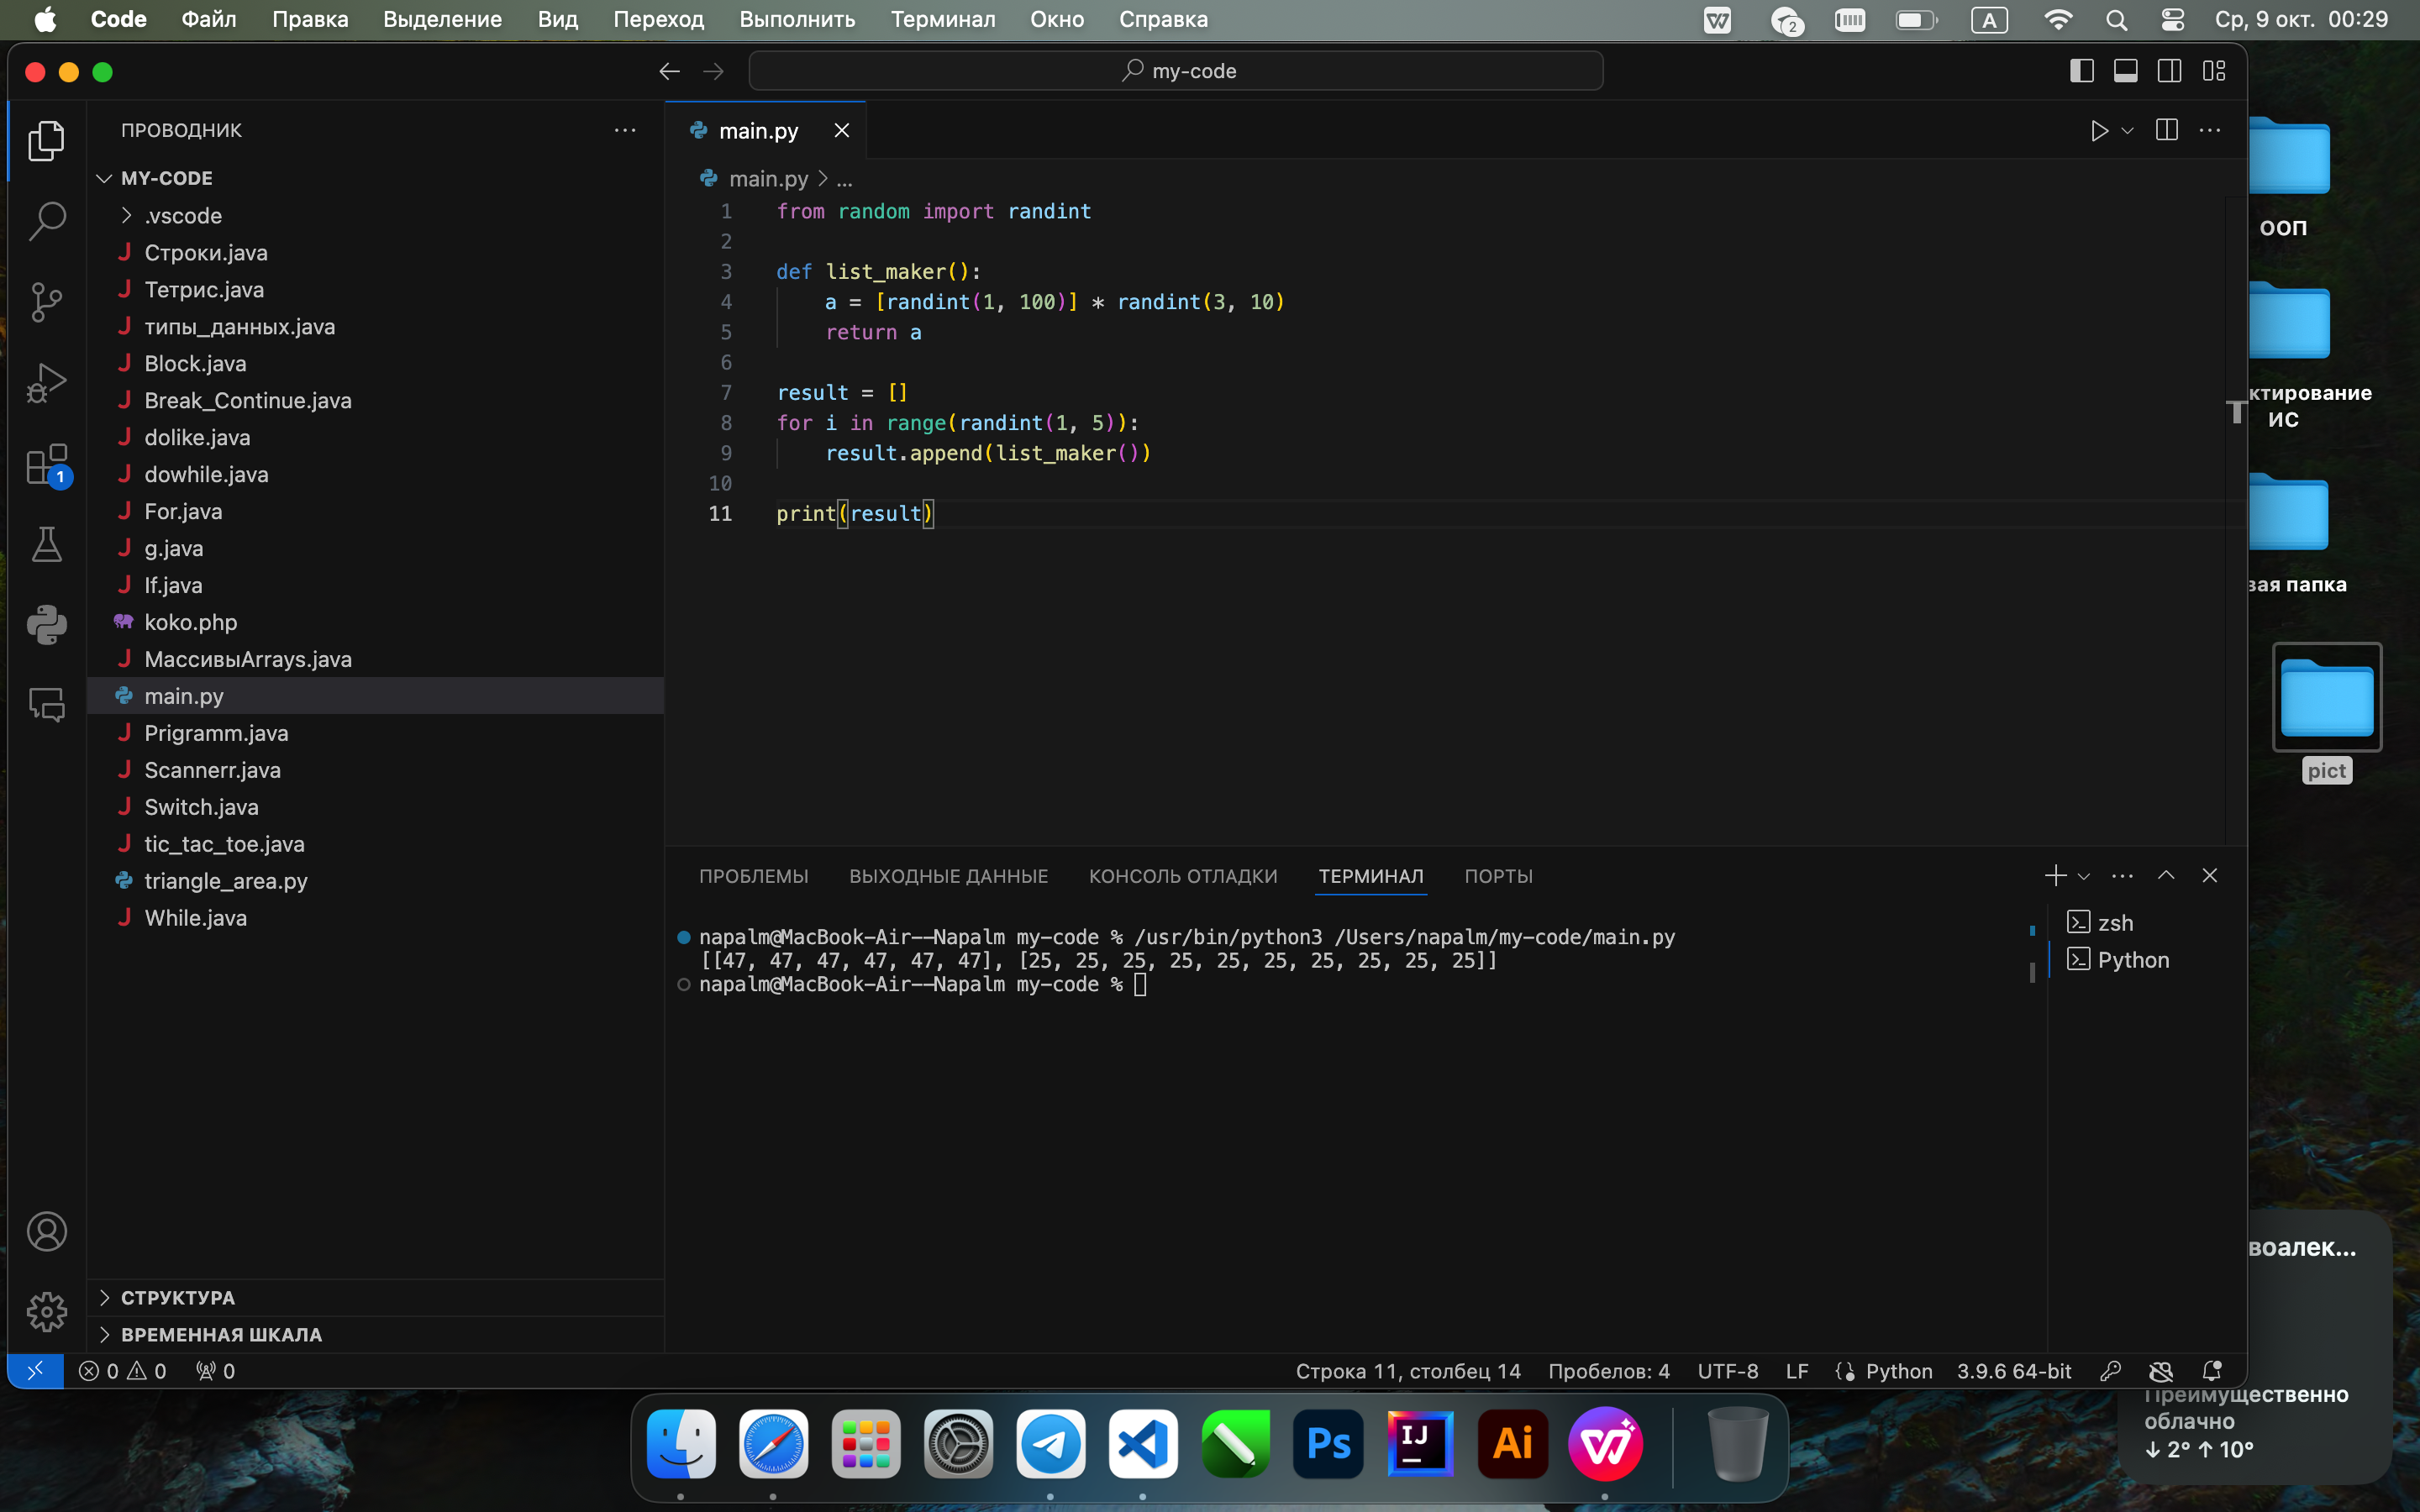 Code Файл Правка Выделение Вид Переход Выполнить Терминал Окно Справка 2 A Ср, 9 окт. 00:29
my-code
ПРОВОДНИК
MY-CODE
.vscode
Строки.java
Тетрис.java
типы_данных.java
Block.java
Break_Continue.java
dolike.java
dowhile.java
For.java
g.java
If.java
koko.php
МассивыArrays.java
main.py
Prigramm.java
Scannerr.java
Switch.java
tic_tac_toe.java
triangle_area.py
While.java
СТРУКТУРА
ВРЕМЕННАЯ ШКАЛА
1
main.py
main.py > ...
1 from random import randint
2
3 def list_maker():
4 a = [randint(1, 100)] * randint(3, 10)
5 return a
6
7 result = []
8 for i in range(randint(1, 5)):
9 result.append(list_maker())
10
11 print(result)
ПРОБЛЕМЫ ВЫХОДНЫЕ ДАННЫЕ КОНСОЛЬ ОТЛАДКИ ТЕРМИНАЛ ПОРТЫ
napalm@MacBook-Air--Napalm my-code % /usr/bin/python3 /Users/napalm/my-code/main.py
[[47, 47, 47, 47, 47, 47], [25, 25, 25, 25, 25, 25, 25, 25, 25, 25]]
napalm@MacBook-Air--Napalm my-code %
zsh
Python
0 0 0 Строка 11, столбец 14 Пробелов: 4 UTF-8 LF Python 3.9.6 64-bit
ООП
ктирование
ИС
вая папка
pict
воалек...
Преимущественно
облачно
↓ 2° ↑ 10°
Ps IJ Ai